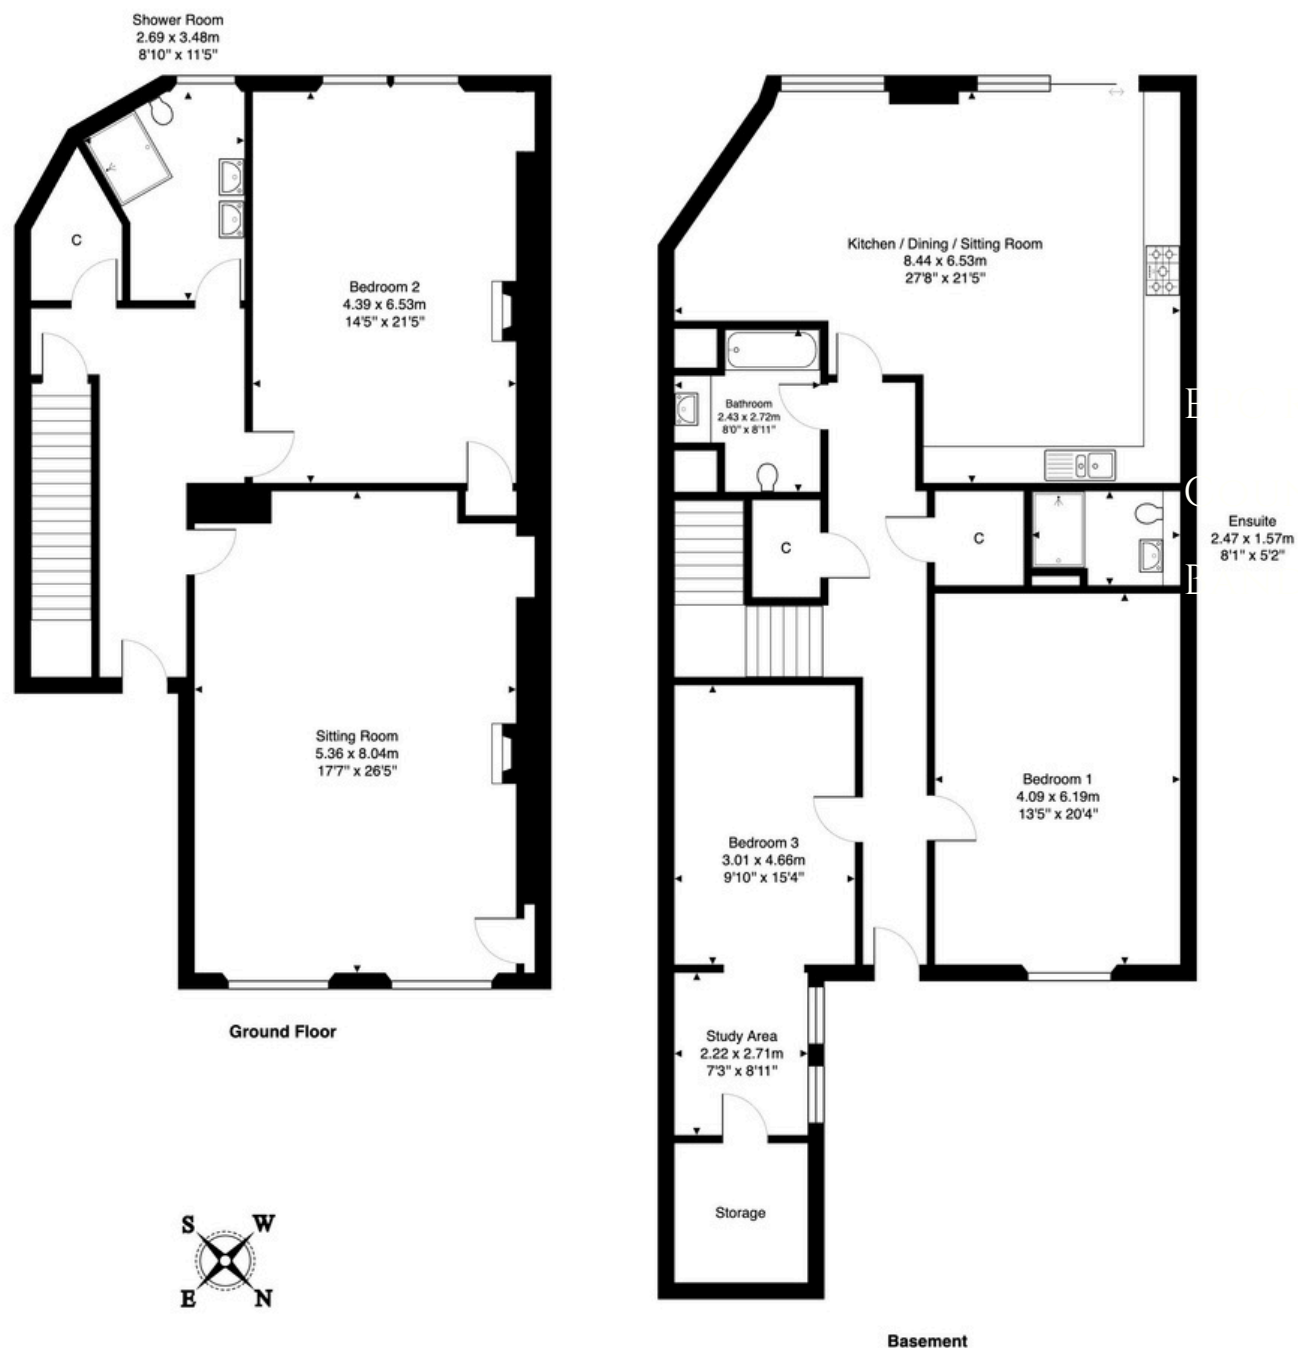 Shower Room
2.69 x 3.48m
8'10" x 11'5"
C
Bedroom 2
4.39 x 6.53m
14'5" x 21'5"
Sitting Room
5.36 x 8.04m
17'7" x 26'5"
Ground Floor
S W
E N
Kitchen / Dining / Sitting Room
8.44 x 6.53m
27'8" x 21'5"
Bathroom
2.43 x 2.72m
8'0" x 8'11"
C
C
Ensuite
2.47 x 1.57m
8'1" x 5'2"
Bedroom 1
4.09 x 6.19m
13'5" x 20'4"
Bedroom 3
3.01 x 4.66m
9'10" x 15'4"
Study Area
2.22 x 2.71m
7'3" x 8'11"
Storage
Basement